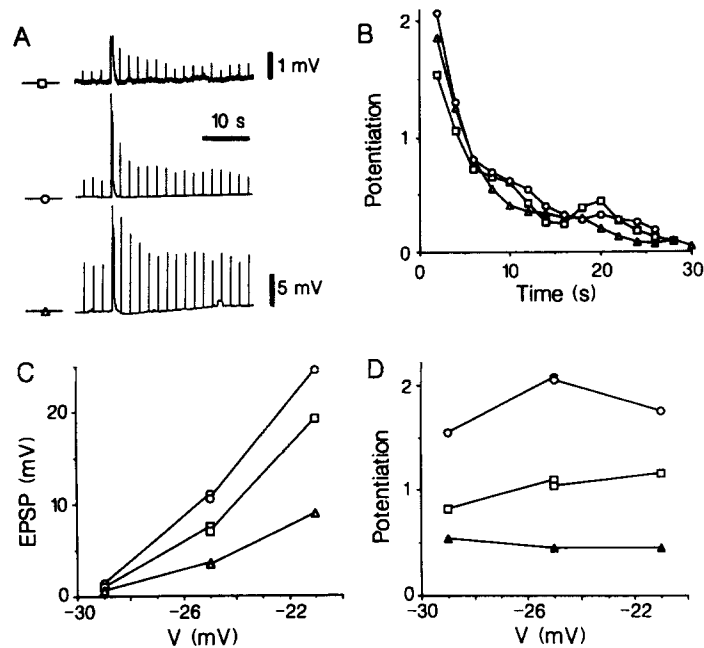 A
1 mV
10 s
5 mV
B
Potentiation
2
1
0
0
10
20
30
Time (s)
C
EPSP (mV)
20
10
0
-30
-26
-22
V (mV)
D
Potentiation
2
1
0
-30
-26
-22
V (mV)